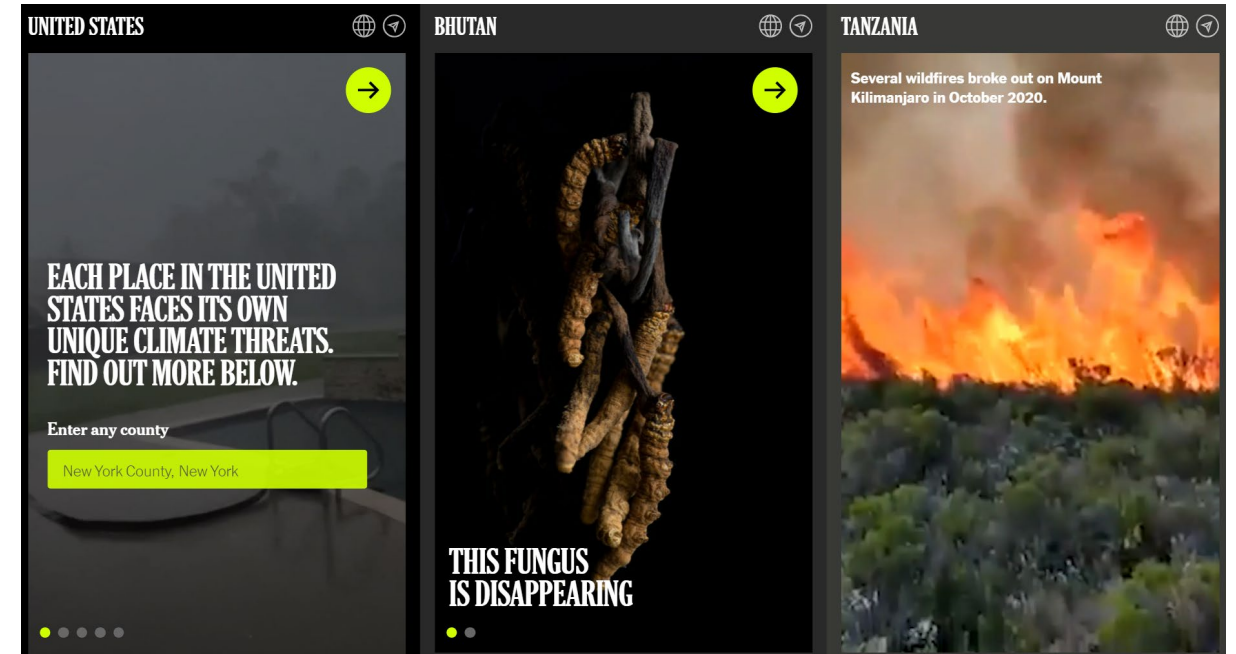 UNITED STATES
EACH PLACE IN THE UNITED
STATES FACES ITS OWN
UNIQUE CLIMATE THREATS.
FIND OUT MORE BELOW.
Enter any county
New York County, New York
BHUTAN
THIS FUNGUS
IS DISAPPEARING
TANZANIA
Several wildfires broke out on Mount
Kilimanjaro in October 2020.